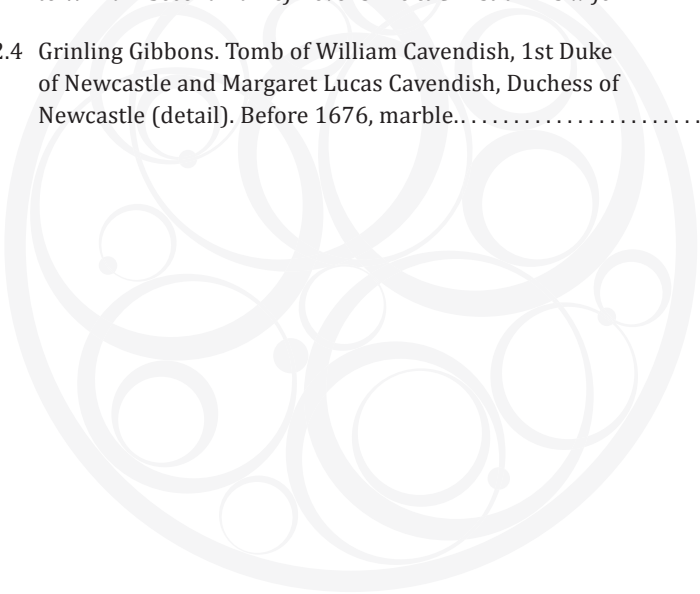 2.4 Grinling Gibbons. Tomb of William Cavendish, 1st Duke
of Newcastle and Margaret Lucas Cavendish, Duchess of
Newcastle (detail). Before 1676, marble.. . . . . . . . . . . . . . . . . . . . . . .